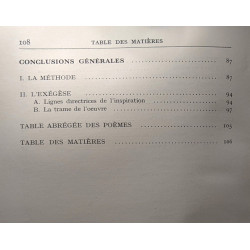 108 TABLE DES MATIÈRES
CONCLUSIONS GÉNÉRALES 87
I. LA MÉTHODE 87
II. L'EXÉGÈSE 94
A. Lignes directrices de l'inspiration 94
B. La trame de l'œuvre 97
TABLE ABRÉGÉE DES POÈMES 103
TABLE DES MATIÈRES 106